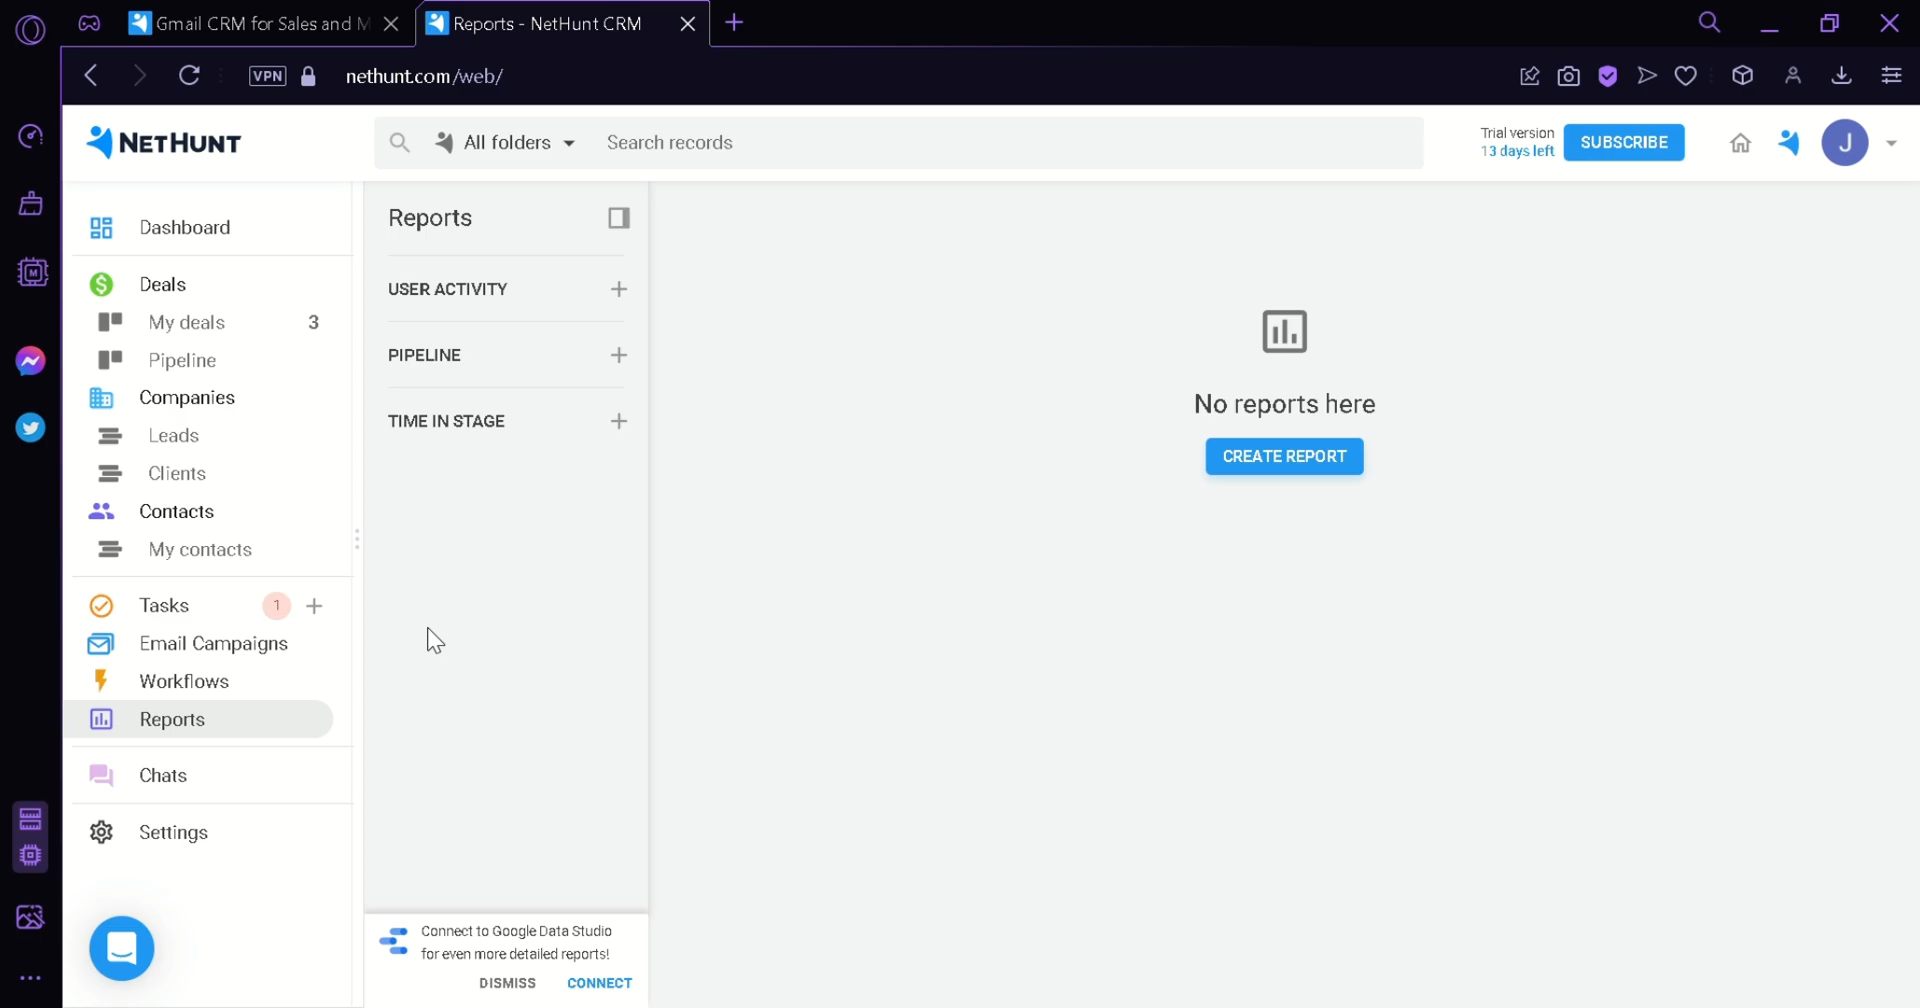 Gmail CRM for Sales and M
Reports - NetHunt CRM
VPN
nethunt.com/web/
NETHUNT
All folders
Search records
Trial version
13 days left
SUBSCRIBE
J
Dashboard
Deals
My deals
3
Pipeline
Companies
Leads
Clients
Contacts
My contacts
Tasks
1
Email Campaigns
Workflows
Reports
Chats
Settings
Reports
USER ACTIVITY
PIPELINE
TIME IN STAGE
No reports here
CREATE REPORT
Connect to Google Data Studio
for even more detailed reports!
DISMISS
CONNECT